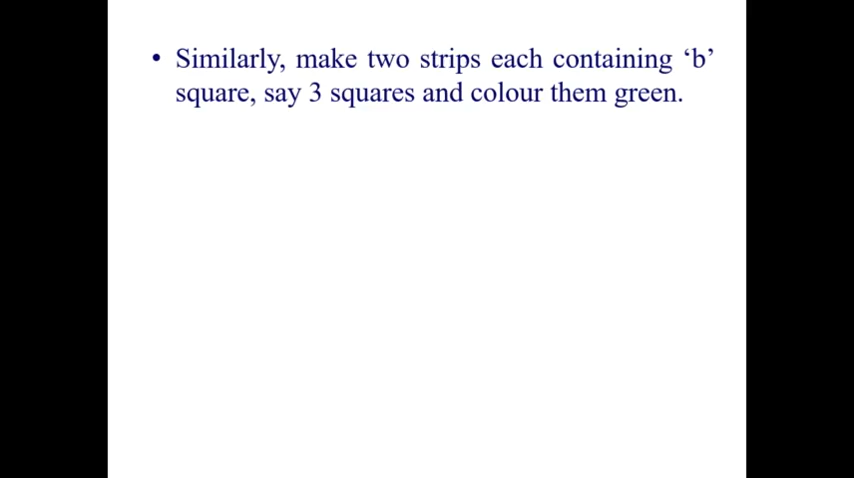 • Similarly, make two strips each containing ‘b’
square, say 3 squares and colour them green.